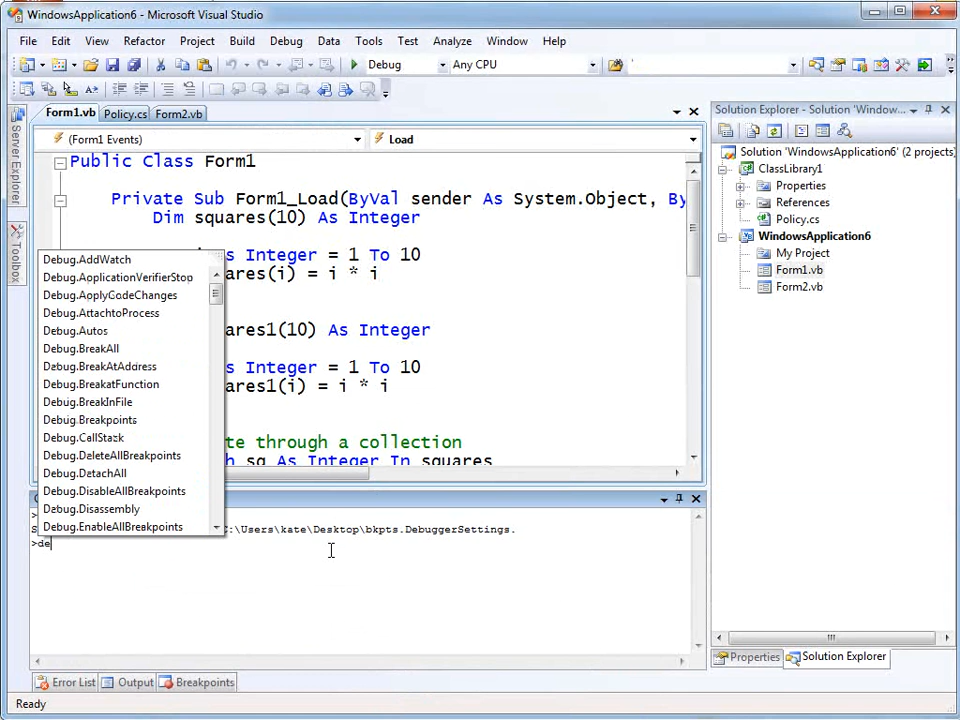 WindowsApplication6 - Microsoft Visual Studio
File Edit View Refactor Project Build Debug Data Tools Test Analyze Window Help
Debug Any CPU '
Form1.vb Policy.cs Form2.vb
(Form1 Events) Load
Public Class Form1
Private Sub Form1_Load(ByVal sender As System.Object, By
Dim squares(10) As Integer
s Integer = 1 To 10
ares(i) = i * i
ares1(10) As Integer
s Integer = 1 To 10
ares1(i) = i * i
te through a collection
h sq As Integer In squares
Server Explorer
Toolbox
Debug.AddWatch
Debug.ApplicationVerifierStop
Debug.ApplyCodeChanges
Debug.AttachtoProcess
Debug.Autos
Debug.BreakAll
Debug.BreakAtAddress
Debug.BreakatFunction
Debug.BreakInFile
Debug.Breakpoints
Debug.CallStack
Debug.DeleteAllBreakpoints
Debug.DetachAll
Debug.DisableAllBreakpoints
Debug.Disassembly
Debug.EnableAllBreakpoints
C:\Users\kate\Desktop\bkpts.DebuggerSettings.
>de
Error List Output Breakpoints
Ready
Solution Explorer - Solution 'Window...
Solution 'WindowsApplication6' (2 projects)
ClassLibrary1
Properties
References
Policy.cs
WindowsApplication6
My Project
Form1.vb
Form2.vb
Properties Solution Explorer